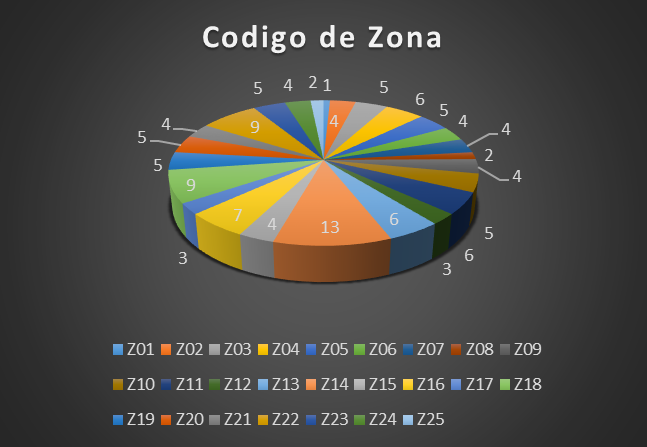 Codigo de Zona
5 4 2 1 5
6
4 5 4
4 9 4
5 2
5 4
9
7 4 13 6 5
3 3 6
Z01 Z02 Z03 Z04 Z05 Z06 Z07 Z08 Z09
Z10 Z11 Z12 Z13 Z14 Z15 Z16 Z17 Z18
Z19 Z20 Z21 Z22 Z23 Z24 Z25